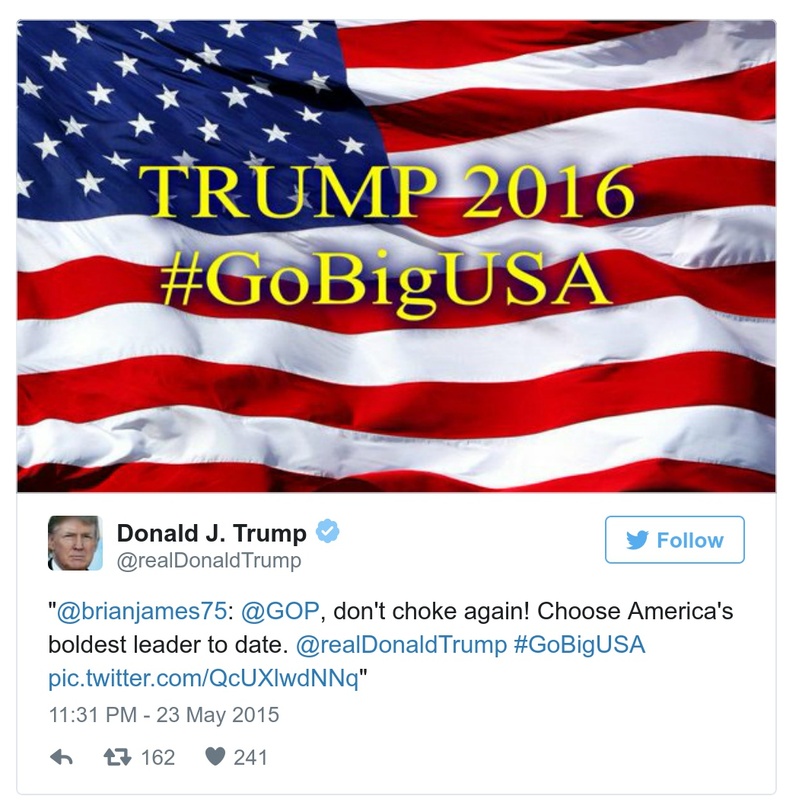 TRUMP 2016
#GoBigUSA
Donald J. Trump
@realDonaldTrump
Follow
"@brianjames75: @GOP, don't choke again! Choose America's
boldest leader to date. @realDonaldTrump #GoBigUSA
pic.twitter.com/QcUXlwdNNq"
11:31 PM - 23 May 2015
162 241